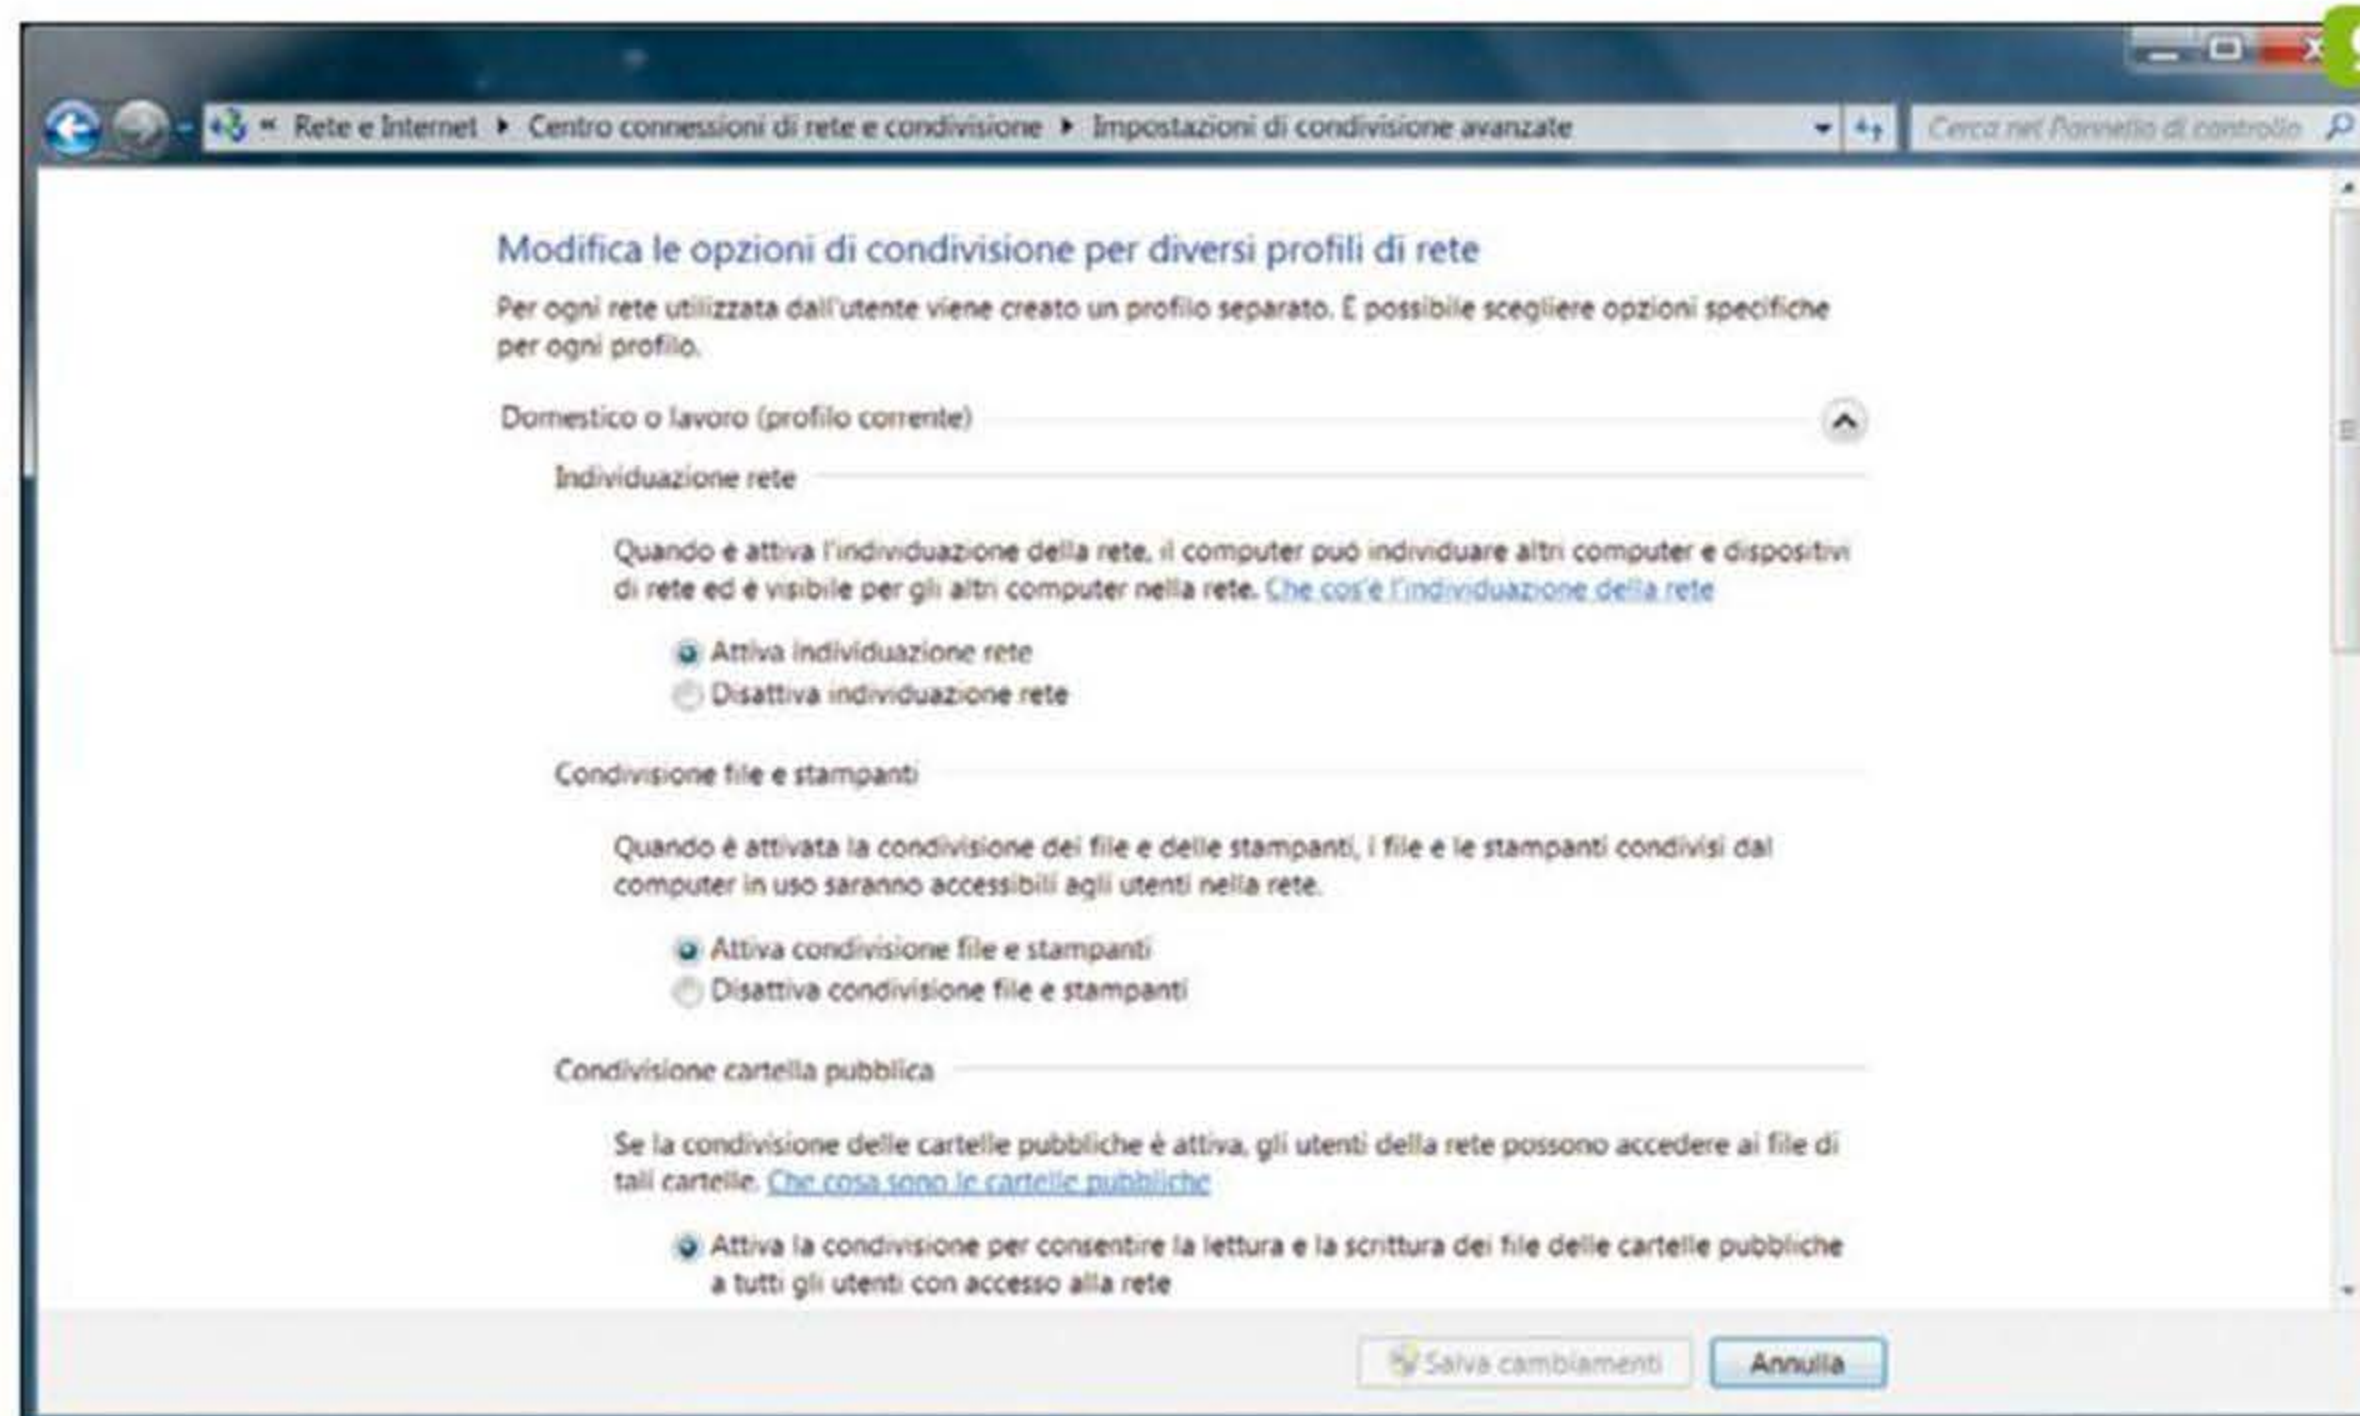 « Rete e Internet ▸ Centro connessioni di rete e condivisione ▸ Impostazioni di condivisione avanzate
Cerca nel Pannello di controllo
Modifica le opzioni di condivisione per diversi profili di rete
Per ogni rete utilizzata dall'utente viene creato un profilo separato. È possibile scegliere opzioni specifiche
per ogni profilo.
Domestico o lavoro (profilo corrente)
Individuazione rete
Quando è attiva l'individuazione della rete, il computer può individuare altri computer e dispositivi
di rete ed è visibile per gli altri computer nella rete. Che cos'è l'individuazione della rete
Attiva individuazione rete
Disattiva individuazione rete
Condivisione file e stampanti
Quando è attivata la condivisione dei file e delle stampanti, i file e le stampanti condivisi dal
computer in uso saranno accessibili agli utenti nella rete.
Attiva condivisione file e stampanti
Disattiva condivisione file e stampanti
Condivisione cartella pubblica
Se la condivisione delle cartelle pubbliche è attiva, gli utenti della rete possono accedere ai file di
tali cartelle. Che cosa sono le cartelle pubbliche
Attiva la condivisione per consentire la lettura e la scrittura dei file delle cartelle pubbliche
a tutti gli utenti con accesso alla rete
Salva cambiamenti
Annulla